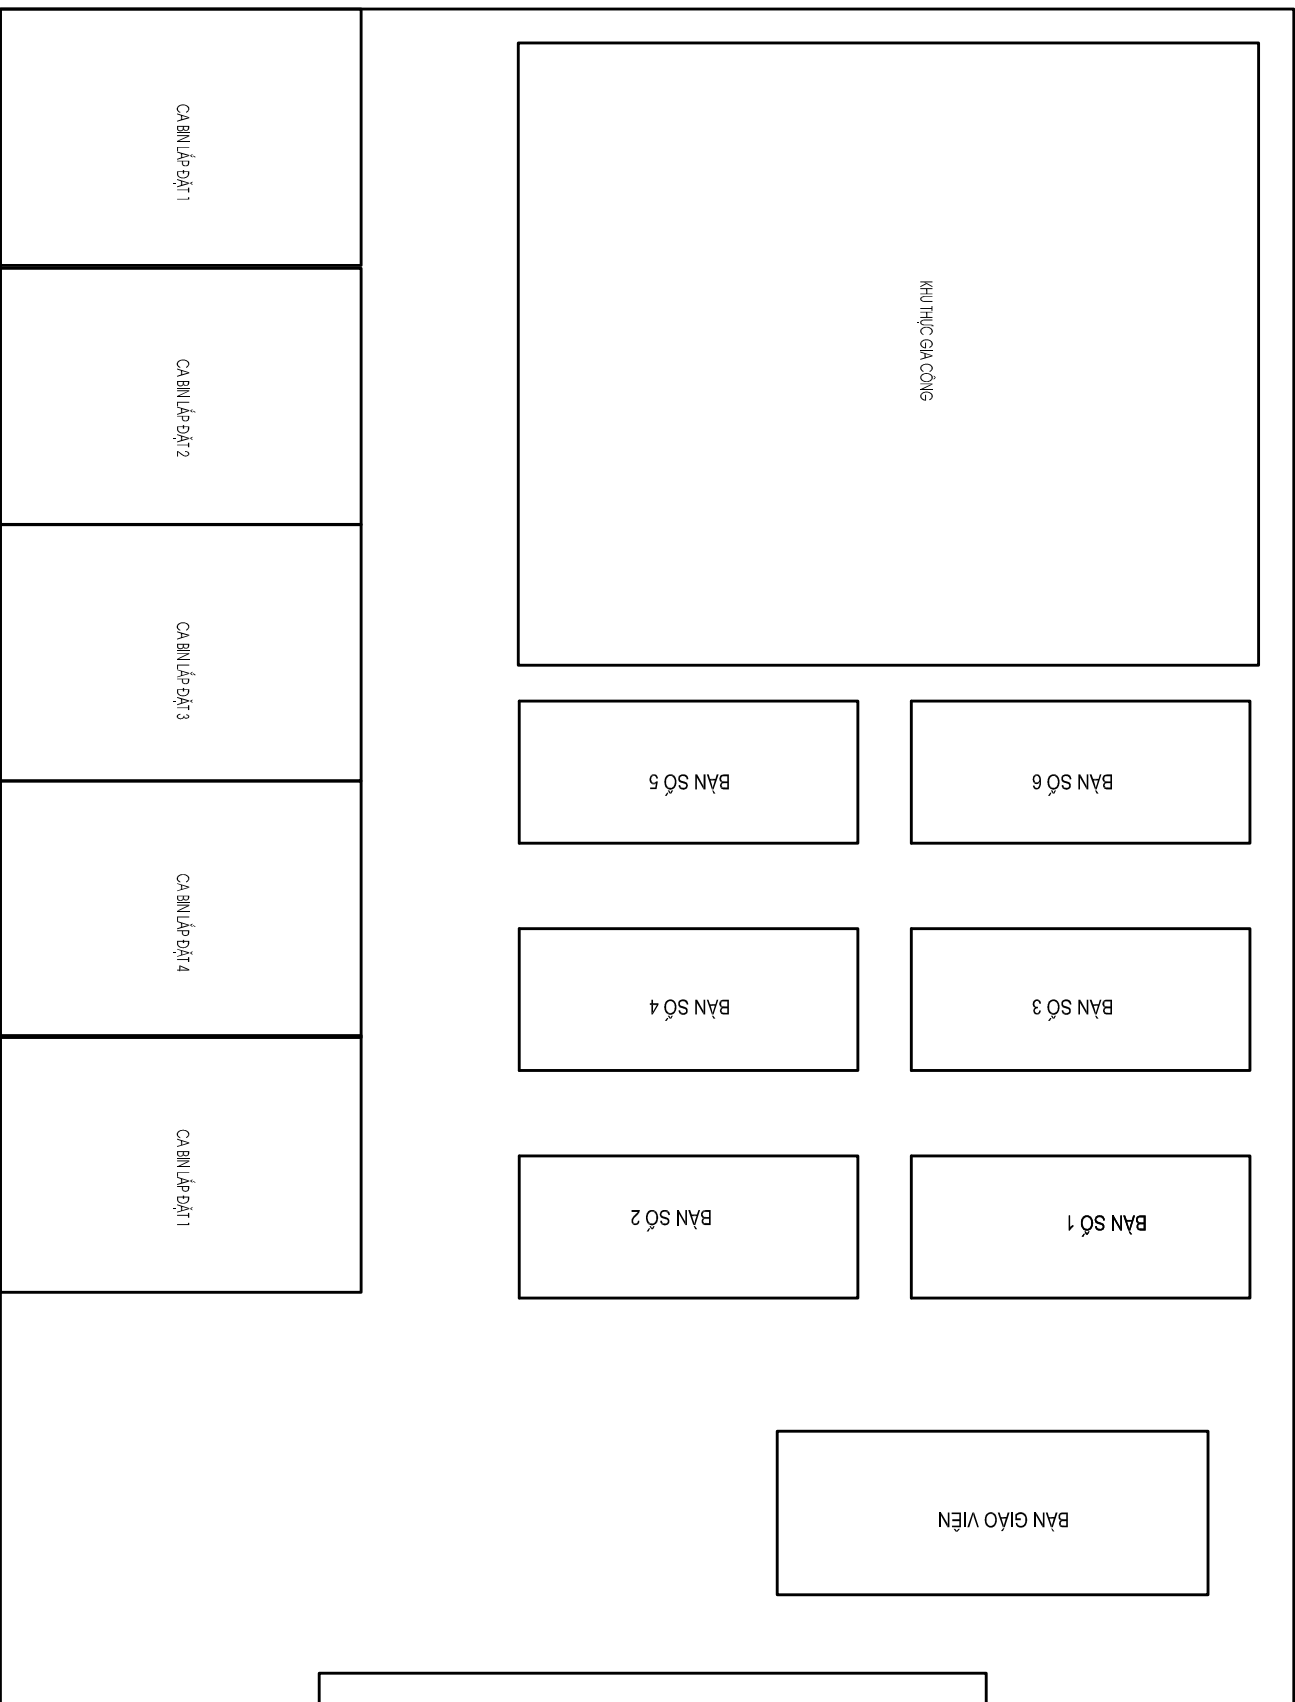 CA BIN LẮP ĐẶT 1
CA BIN LẮP ĐẶT 2
CA BIN LẮP ĐẶT 3
CA BIN LẮP ĐẶT 4
CA BIN LẮP ĐẶT 1
KHU THỰC GIA CÔNG
BÀN SỐ 5
BÀN SỐ 6
BÀN SỐ 4
BÀN SỐ 3
BÀN SỐ 2
BÀN SỐ 1
BÀN GIÁO VIÊN